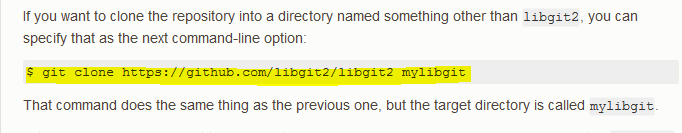 If you want to clone the repository into a directory named something other than libgit2, you can
specify that as the next command-line option:
$ git clone https://github.com/libgit2/libgit2 mylibgit
That command does the same thing as the previous one, but the target directory is called mylibgit.